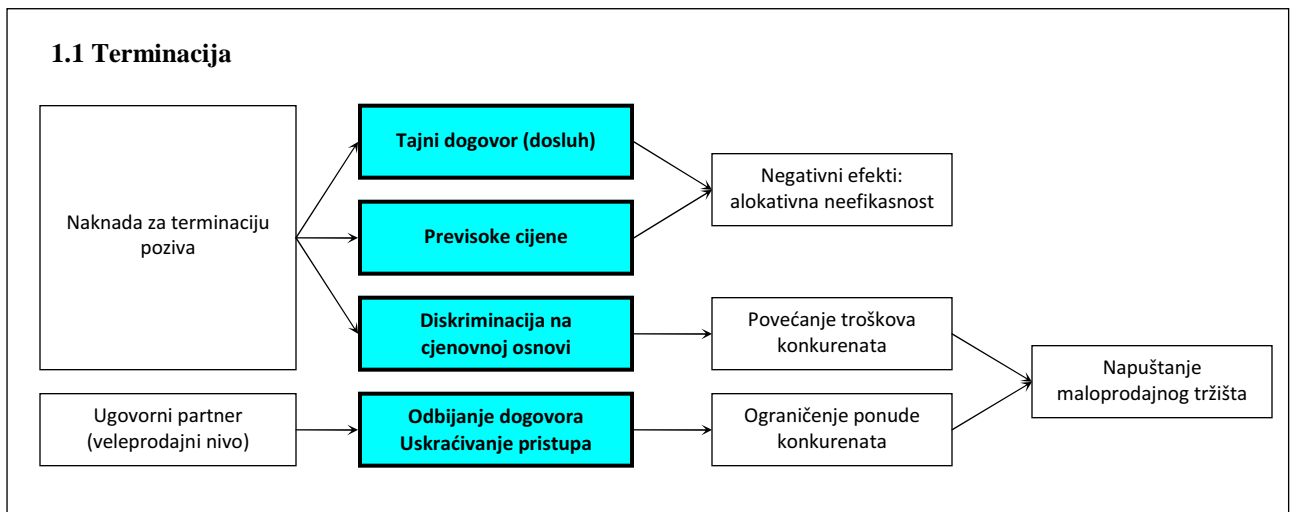 1.1 Terminacija
Naknada za terminaciju
poziva
Tajni dogovor (dosluh)
Previsoke cijene
Negativni efekti:
alokativna neefikasnost
Diskriminacija na
cjenovnoj osnovi
Povećanje troškova
konkurenata
Ugovorni partner
(veleprodajni nivo)
Odbijanje dogovora
Uskraćivanje pristupa
Ograničenje ponude
konkurenata
Napuštanje
maloprodajnog tržišta